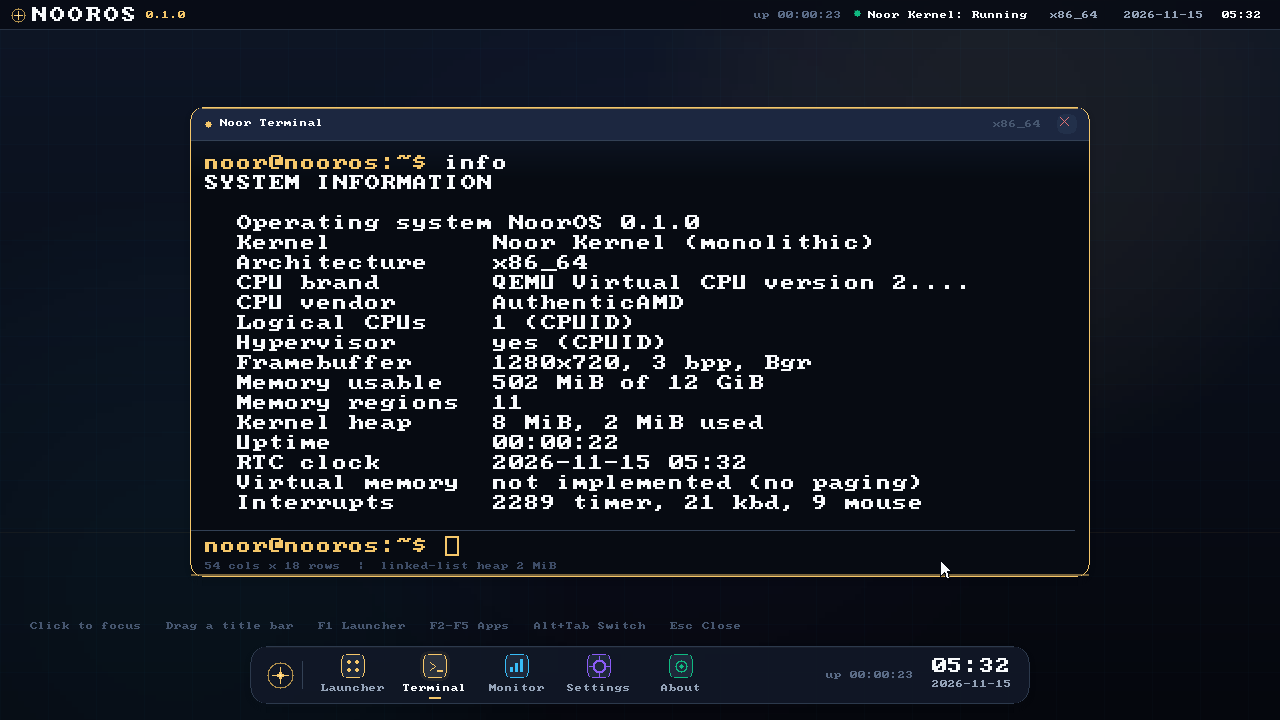 NOOROS 0.1.0 up 00:00:23 Noor Kernel: Running x86_64 2026-11-15 05:32
Noor Terminal x86_64
noor@nooros:~$ info
SYSTEM INFORMATION
Operating system NoorOS 0.1.0
Kernel Noor Kernel (monolithic)
Architecture x86_64
CPU brand QEMU Virtual CPU version 2....
CPU vendor AuthenticAMD
Logical CPUs 1 (CPUID)
Hypervisor yes (CPUID)
Framebuffer 1280x720, 3 bpp, Bgr
Memory usable 502 MiB of 12 GiB
Memory regions 11
Kernel heap 8 MiB, 2 MiB used
Uptime 00:00:22
RTC clock 2026-11-15 05:32
Virtual memory not implemented (no paging)
Interrupts 2289 timer, 21 kbd, 9 mouse
noor@nooros:~$
54 cols x 18 rows | linked-list heap 2 MiB
Click to focus Drag a title bar F1 Launcher F2-F5 Apps Alt+Tab Switch Esc Close
Launcher Terminal Monitor Settings About up 00:00:23 05:32
2026-11-15